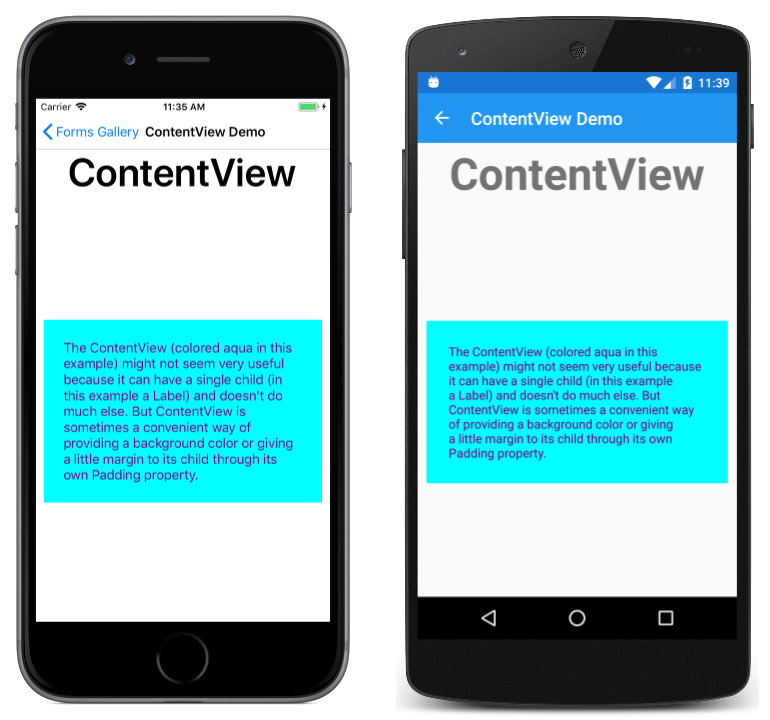 Carrier 11:35 AM
Forms Gallery ContentView Demo
ContentView
The ContentView (colored aqua in this
example) might not seem very useful
because it can have a single child (in
this example a Label) and doesn't do
much else. But ContentView is
sometimes a convenient way of
providing a background color or giving
a little margin to its child through its
own Padding property.
11:39
ContentView Demo
ContentView
The ContentView (colored aqua in this
example) might not seem very useful because
it can have a single child (in this example
a Label) and doesn't do much else. But
ContentView is sometimes a convenient way
of providing a background color or giving
a little margin to its child through its own
Padding property.